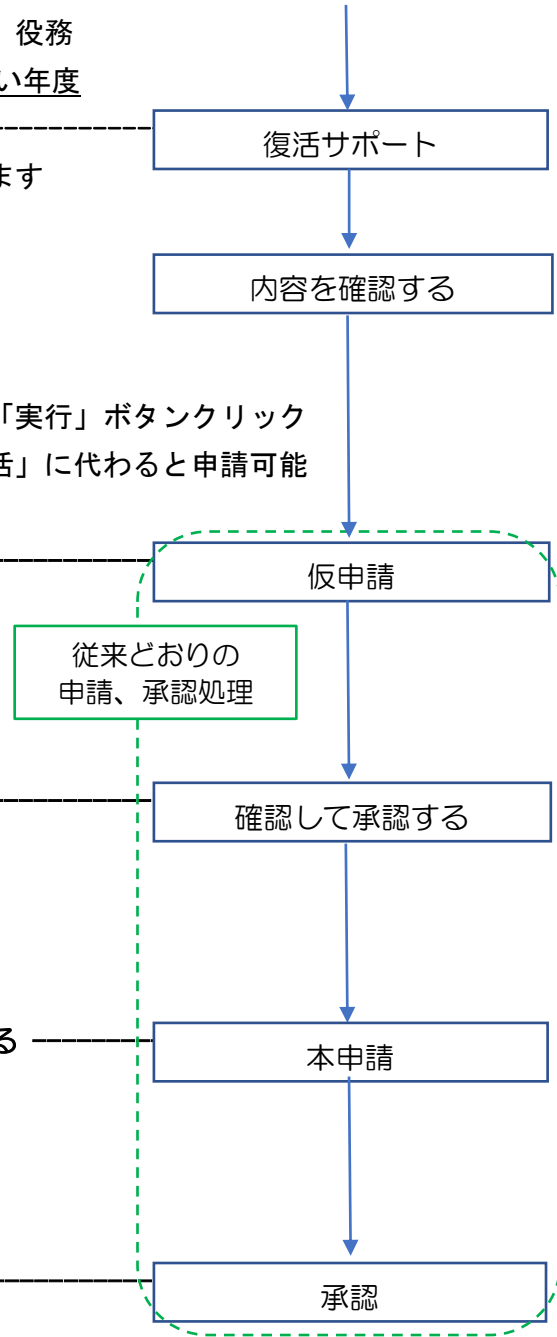 役務
い年度
復活サポート
ます
内容を確認する
「実行」ボタンクリック
活」に代わると申請可能
仮申請
従来どおりの
申請、承認処理
確認して承認する
る
本申請
承認